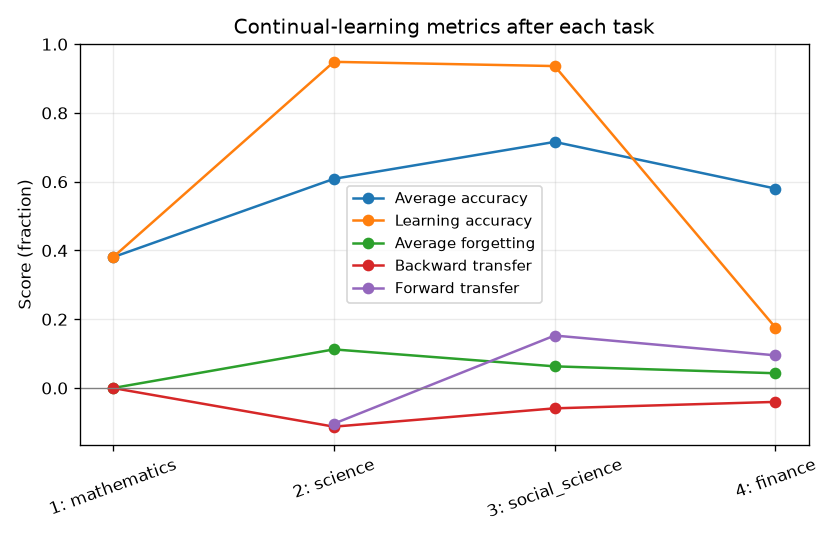 Continual-learning metrics after each task
Score (fraction)
1.0
0.8
0.6
0.4
0.2
0.0
Average accuracy
Learning accuracy
Average forgetting
Backward transfer
Forward transfer
1: mathematics
2: science
3: social_science
4: finance